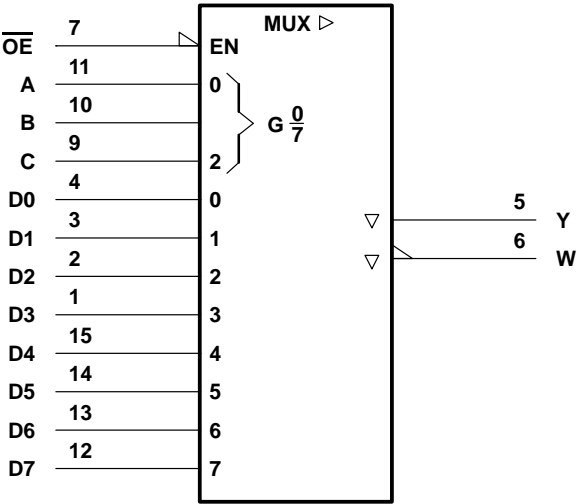 MUX ▷
O̅E̅ 7 EN
A 11 0
B 10
G 0/7
C 9 2
D0 4 0
D1 3 1
D2 2 2
D3 1 3
D4 15 4
D5 14 5
D6 13 6
D7 12 7
▽ 5 Y
▽ 6 W